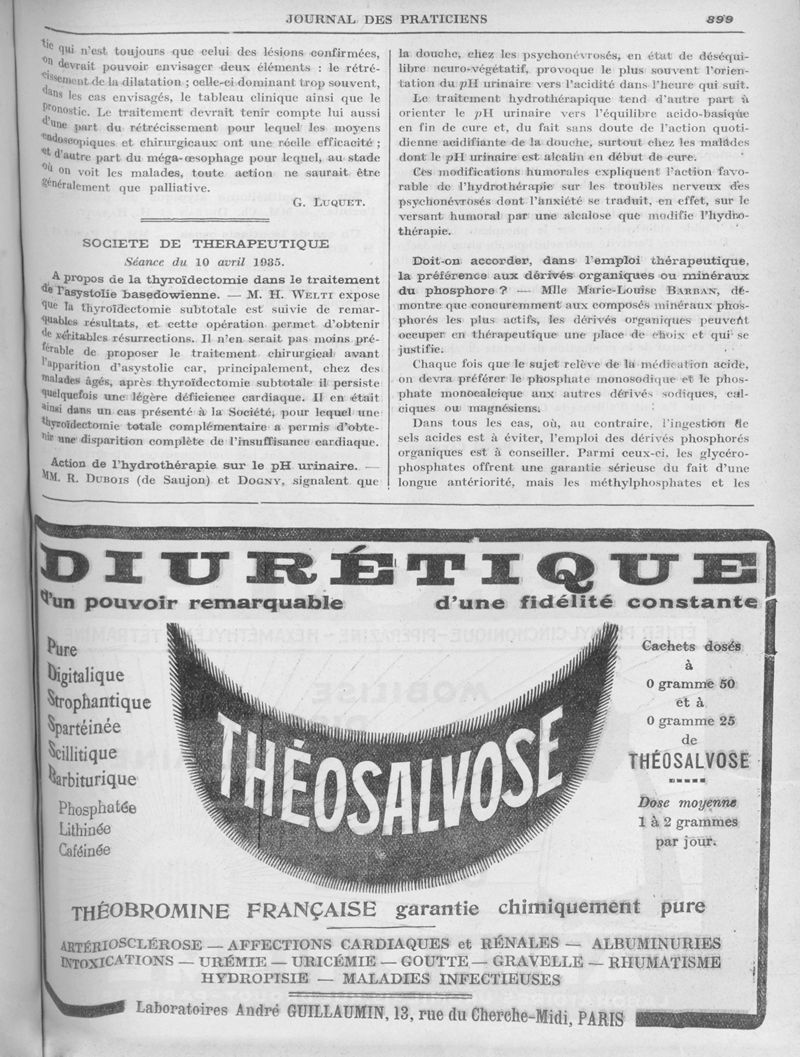 JOURNAL DES PRATICIENS
899
tic qui n'est toujours que celui des lésions confirmées,
on devrait pouvoir envisager deux éléments : le rétré-
cissement de la dilatation ; celle-ci dominant trop souvent,
dans les cas envisagés, le tableau clinique ainsi que le
pronostic. Le traitement devrait tenir compte lui aussi
d'une part du rétrécissement pour lequel les moyens
endoscopiques et chirurgicaux ont une réelle efficacité ;
et d'autre part du méga-œsophage pour lequel, au stade
où on voit les malades, toute action ne saurait être
généralement que palliative.
G. LUQUET.
SOCIETE DE THERAPEUTIQUE
Séance du 10 avril 1935.
A propos de la thyroïdectomie dans le traitement
de l'asystolie basedowienne. — M. H. WELTI expose
que la thyroïdectomie subtotale est suivie de remar-
quables résultats, et cette opération permet d'obtenir
de véritables résurrections. Il n'en serait pas moins pré-
férable de proposer le traitement chirurgical avant
l'apparition d'asystolie car, principalement, chez des
malades âgés, après thyroïdectomie subtotale il persiste
quelquefois une légère déficience cardiaque. Il en était
ainsi dans un cas présenté à la Société, pour lequel une
thyroïdectomie totale complémentaire a permis d'obte-
nir une disparition complète de l'insuffisance cardiaque.
Action de l'hydrothérapie sur le pH urinaire. —
MM. R. DUBOIS (de Saujon) et DOGNY, signalent que
la douche, chez les psychonévrosés, en état de déséqui-
libre neuro-végétatif, provoque le plus souvent l'orien-
tation du pH urinaire vers l'acidité dans l'heure qui suit.
Le traitement hydrothérapique tend d'autre part à
orienter le pH urinaire vers l'équilibre acido-basique
en fin de cure et, du fait sans doute de l'action quoti-
dienne acidifiante de la douche, surtout chez les malades
dont le pH urinaire est alcalin en début de cure.
Ces modifications humorales expliquent l'action favo-
rable de l'hydrothérapie sur les troubles nerveux des
psychonévrosés dont l'anxiété se traduit, en effet, sur le
versant humoral par une alcalose que modifie l'hydro-
thérapie.
Doit-on accorder, dans l'emploi thérapeutique,
la préférence aux dérivés organiques ou minéraux
du phosphore ? — Mlle Marie-Louise BARBAN, dé-
montre que concuremment aux composés minéraux phos-
phorés les plus actifs, les dérivés organiques peuvent
occuper en thérapeutique une place de choix et qui se
justifie.
Chaque fois que le sujet relève de la médication acide,
on devra préférer le phosphate monosodique et le phos-
phate monocalcique aux autres dérivés sodiques, cal-
ciques ou magnésiens.
Dans tous les cas, où, au contraire, l'ingestion de
sels acides est à éviter, l'emploi des dérivés phosphorés
organiques est à conseiller. Parmi ceux-ci, les glycéro-
phosphates offrent une garantie sérieuse du fait d'une
longue antériorité, mais les méthylphosphates et les
DIURÉTIQUE
d'un pouvoir remarquable d'une fidélité constante
Pure
Digitalique
Strophantique
Spartéinée
Scillitique
Barbiturique
Phosphatée
Lithinée
Caféinée
THÉOSALVOSE
Cachets dosés
à
0 gramme 50
et à
0 gramme 25
de
THÉOSALVOSE
Dose moyenne
1 à 2 grammes
par jour.
THÉOBROMINE FRANÇAISE garantie chimiquement pure
ARTÉRIOSCLÉROSE — AFFECTIONS CARDIAQUES et RÉNALES — ALBUMINURIES
INTOXICATIONS — URÉMIE — URICÉMIE — GOUTTE — GRAVELLE — RHUMATISME
HYDROPISIE — MALADIES INFECTIEUSES
Laboratoires André GUILLAUMIN, 13, rue du Cherche-Midi, PARIS